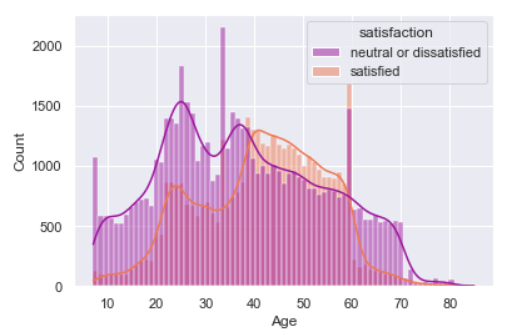 satisfaction
neutral or dissatisfied
satisfied
2000
1500
1000
500
0
Count
10 20 30 40 50 60 70 80
Age